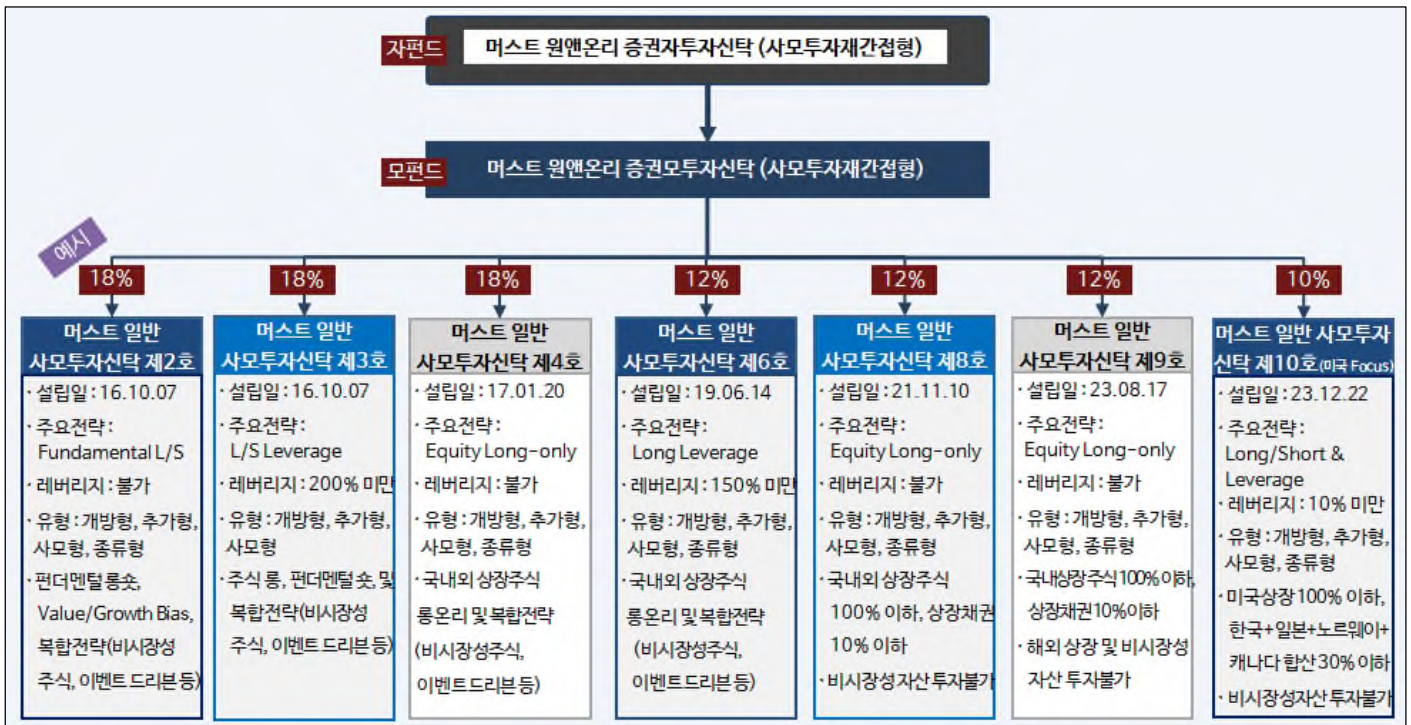 자펀드
머스트 원앤온리 증권자투자신탁 (사모투자재간접형)
모펀드
머스트 원앤온리 증권모투자신탁 (사모투자재간접형)
예시
18%
18%
18%
12%
12%
12%
10%
머스트 일반
사모투자신탁 제2호
· 설립일 : 16.10.07
· 주요전략 :
Fundamental L/S
· 레버리지 : 불가
· 유형 : 개방형, 추가형,
사모형, 종류형
· 펀더멘털 롱숏,
Value/Growth Bias,
복합전략(비시장성
주식, 이벤트 드리븐 등)
머스트 일반
사모투자신탁 제3호
· 설립일 : 16.10.07
· 주요전략 :
L/S Leverage
· 레버리지 : 200% 미만
· 유형 : 개방형, 추가형,
사모형
· 주식 롱, 펀더멘털 숏, 및
복합전략(비시장성
주식, 이벤트 드리븐 등)
머스트 일반
사모투자신탁 제4호
· 설립일 : 17.01.20
· 주요전략 :
Equity Long-only
· 레버리지 : 불가
· 유형 : 개방형, 추가형,
사모형, 종류형
· 국내외 상장주식
롱온리 및 복합전략
(비시장성주식,
이벤트드리븐 등)
머스트 일반
사모투자신탁 제6호
· 설립일 : 19.06.14
· 주요전략 :
Long Leverage
· 레버리지 : 150% 미만
· 유형 : 개방형, 추가형,
사모형, 종류형
· 국내외 상장주식
롱온리 및 복합전략
(비시장성주식,
이벤트드리븐 등)
머스트 일반
사모투자신탁 제8호
· 설립일 : 21.11.10
· 주요전략 :
Equity Long-only
· 레버리지 : 불가
· 유형 : 개방형, 추가형,
사모형, 종류형
· 국내외 상장주식
100% 이하, 상장채권
10% 이하
· 비시장성 자산 투자불가
머스트 일반
사모투자신탁 제9호
· 설립일 : 23.08.17
· 주요전략 :
Equity Long-only
· 레버리지 : 불가
· 유형 : 개방형, 추가형,
사모형, 종류형
· 국내상장 주식 100% 이하,
상장채권 10%이하
· 해외 상장 및 비시장성
자산 투자불가
머스트 일반 사모투자
신탁 제10호(미국 Focus)
· 설립일 : 23.12.22
· 주요전략 :
Long/Short &
Leverage
· 레버리지 : 10% 미만
· 유형 : 개방형, 추가형,
사모형, 종류형
· 미국상장 100% 이하,
한국+일본+노르웨이+
캐나다 합산 30% 이하
· 비시장성자산 투자불가